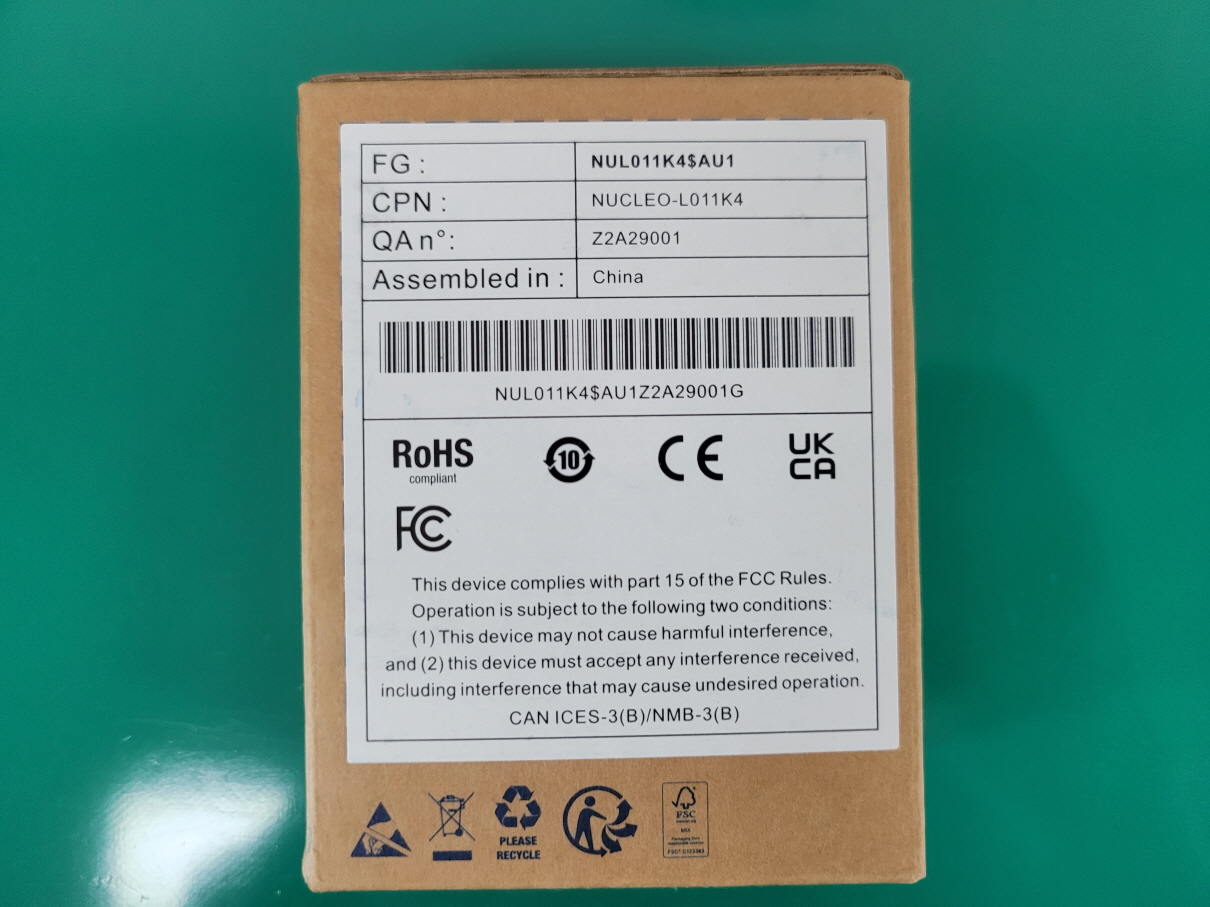 FG :
NUL011K4$AU1
CPN :
NUCLEO-L011K4
QA n°:
Z2A29001
Assembled in :
China
NUL011K4$AU1Z2A29001G
RoHS
compliant
10
CE
UK
CA
FC
This device complies with part 15 of the FCC Rules.
Operation is subject to the following two conditions:
(1) This device may not cause harmful interference,
and (2) this device must accept any interference received,
including interference that may cause undesired operation.
CAN ICES-3(B)/NMB-3(B)
PLEASE
RECYCLE
FSC
MIX